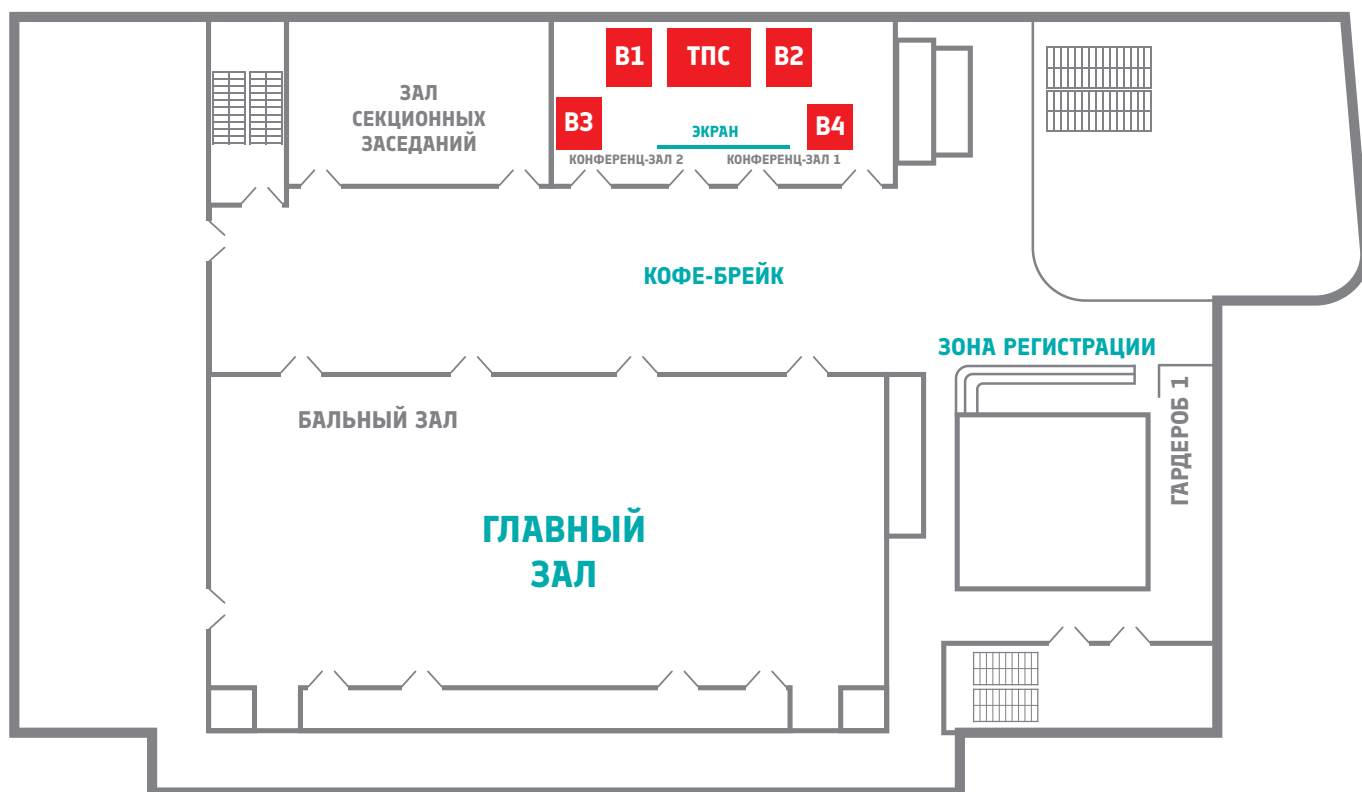 В1
ТПС
В2
В3
В4
ЗАЛ
СЕКЦИОННЫХ
ЗАСЕДАНИЙ
ЭКРАН
КОНФЕРЕНЦ-ЗАЛ 2
КОНФЕРЕНЦ-ЗАЛ 1
КОФЕ-БРЕЙК
ЗОНА РЕГИСТРАЦИИ
ГАРДЕРОБ 1
БАЛЬНЫЙ ЗАЛ
ГЛАВНЫЙ
ЗАЛ